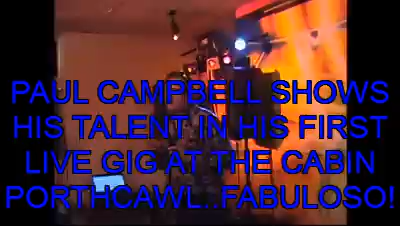 PAUL CAMPBELL SHOWS
HIS TALENT IN HIS FIRST
LIVE GIG AT THE CABIN
PORTHCAWL..FABULOSO!